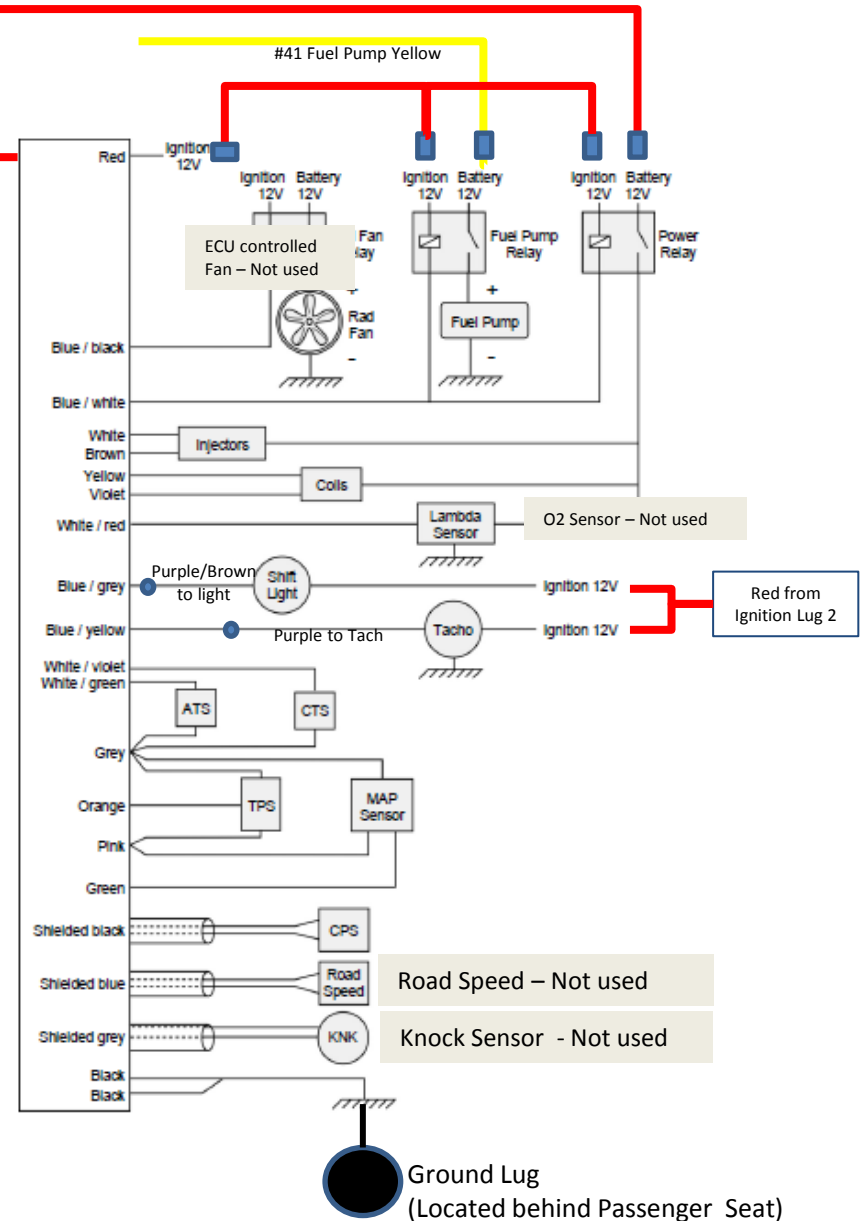 #41 Fuel Pump Yellow
Red
Ignition
12V
Ignition Battery
12V 12V
Ignition Battery
12V 12V
Ignition Battery
12V 12V
ECU controlled
Fan – Not used
Fan
Fuel Pump
Relay
Power
Relay
+
Rad
Fan
–
+
Fuel Pump
–
Blue / black
Blue / white
White
Brown
Injectors
Yellow
Violet
Coils
White / red
Lambda
Sensor
O2 Sensor – Not used
Blue / grey
Purple/Brown
to light
Shift
Light
Ignition 12V
Red from
Ignition Lug 2
Blue / yellow
Purple to Tach
Tacho
Ignition 12V
White / violet
White / green
ATS
CTS
Grey
Orange
TPS
MAP
Sensor
Pink
Green
Shielded black
CPS
Shielded blue
Road
Speed
Road Speed – Not used
Shielded grey
KNK
Knock Sensor - Not used
Black
Black
Ground Lug
(Located behind Passenger Seat)